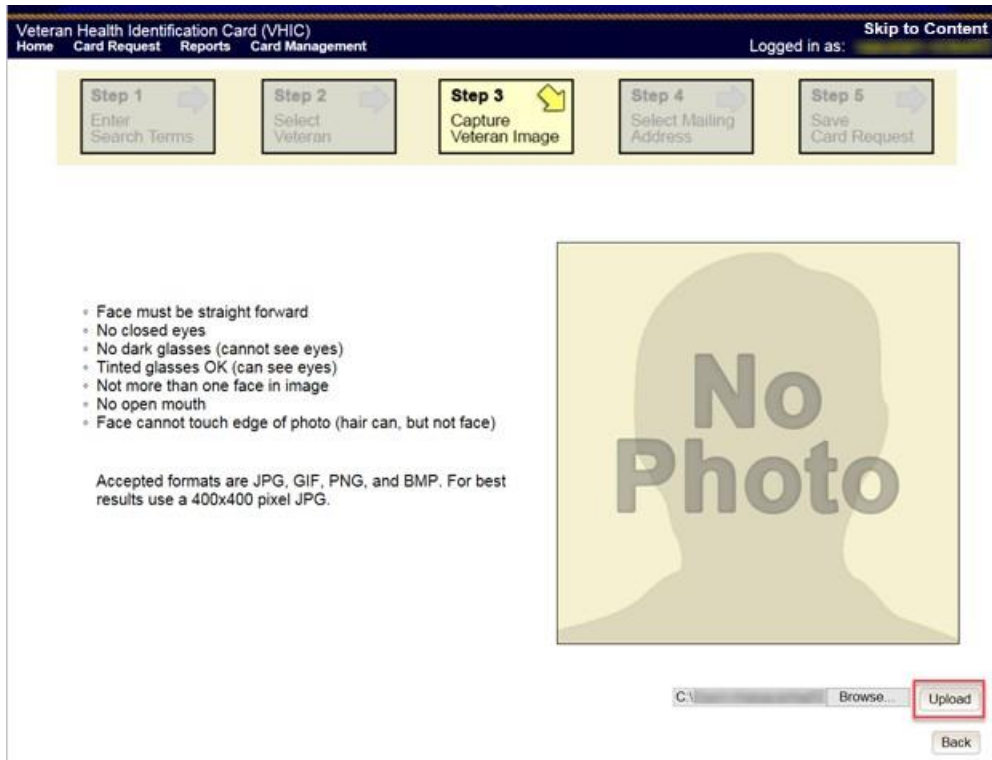 Veteran Health Identification Card (VHIC)
Skip to Content
Home Card Request Reports Card Management
Logged in as:
Step 1
Enter
Search Terms
Step 2
Select
Veteran
Step 3
Capture
Veteran Image
Step 4
Select Mailing
Address
Step 5
Save
Card Request
Face must be straight forward
No closed eyes
No dark glasses (cannot see eyes)
Tinted glasses OK (can see eyes)
Not more than one face in image
No open mouth
Face cannot touch edge of photo (hair can, but not face)
Accepted formats are JPG, GIF, PNG, and BMP. For best
results use a 400x400 pixel JPG.
No
Photo
C:\
Browse...
Upload
Back